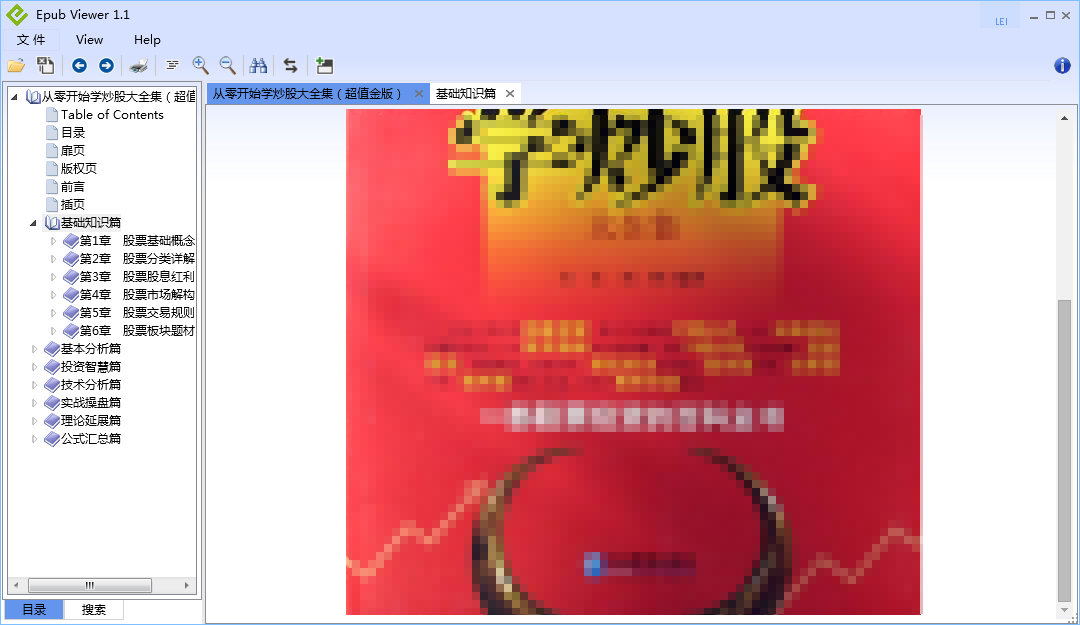 Epub Viewer 1.1
LEI
文件 View Help
从零开始学炒股大全集（超值
Table of Contents
目录
扉页
版权页
前言
插页
基础知识篇
第1章 股票基础概念
第2章 股票分类详解
第3章 股票股息红利
第4章 股票市场解构
第5章 股票交易规则
第6章 股票板块题材
基本分析篇
投资智慧篇
技术分析篇
实战操盘篇
理论延展篇
公式汇总篇
目录 搜索
从零开始学炒股大全集（超值金版） 基础知识篇
学炒股